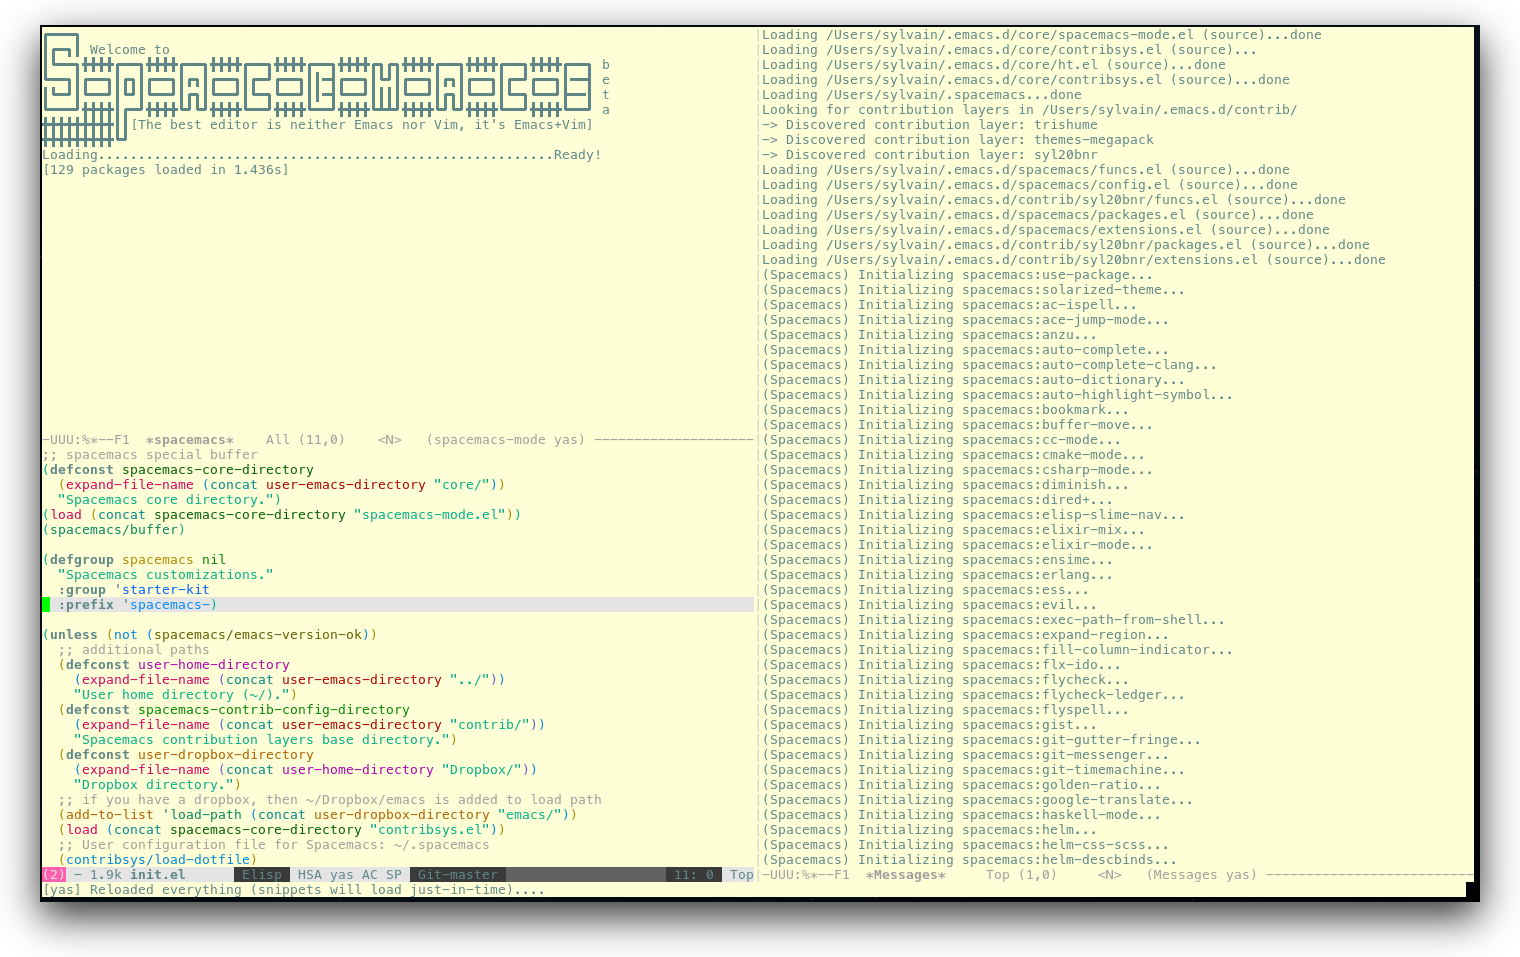 Welcome to
SPACEMACS
beta
[The best editor is neither Emacs nor Vim, it's Emacs+Vim]
Loading.........................................................Ready!
[129 packages loaded in 1.436s]
-UUU:%*--F1  *spacemacs*    All (11,0)    <N>   (spacemacs-mode yas) --------------------
;; spacemacs special buffer
(defconst spacemacs-core-directory
  (expand-file-name (concat user-emacs-directory "core/"))
  "Spacemacs core directory.")
(load (concat spacemacs-core-directory "spacemacs-mode.el"))
(spacemacs/buffer)
(defgroup spacemacs nil
  "Spacemacs customizations."
  :group 'starter-kit
  :prefix 'spacemacs-)
(unless (not (spacemacs/emacs-version-ok))
  ;; additional paths
  (defconst user-home-directory
    (expand-file-name (concat user-emacs-directory "../"))
    "User home directory (~/).")
  (defconst spacemacs-contrib-config-directory
    (expand-file-name (concat user-emacs-directory "contrib/"))
    "Spacemacs contribution layers base directory.")
  (defconst user-dropbox-directory
    (expand-file-name (concat user-home-directory "Dropbox/"))
    "Dropbox directory.")
  ;; if you have a dropbox, then ~/Dropbox/emacs is added to load path
  (add-to-list 'load-path (concat user-dropbox-directory "emacs/"))
  (load (concat spacemacs-core-directory "contribsys.el"))
  ;; User configuration file for Spacemacs: ~/.spacemacs
  (contribsys/load-dotfile)
(2) - 1.9k init.el   Elisp  HSA yas AC SP  Git-master   11: 0  Top
[yas] Reloaded everything (snippets will load just-in-time)....
Loading /Users/sylvain/.emacs.d/core/spacemacs-mode.el (source)...done
Loading /Users/sylvain/.emacs.d/core/contribsys.el (source)...
Loading /Users/sylvain/.emacs.d/core/ht.el (source)...done
Loading /Users/sylvain/.emacs.d/core/contribsys.el (source)...done
Loading /Users/sylvain/.spacemacs...done
Looking for contribution layers in /Users/sylvain/.emacs.d/contrib/
-> Discovered contribution layer: trishume
-> Discovered contribution layer: themes-megapack
-> Discovered contribution layer: syl20bnr
Loading /Users/sylvain/.emacs.d/spacemacs/funcs.el (source)...done
Loading /Users/sylvain/.emacs.d/spacemacs/config.el (source)...done
Loading /Users/sylvain/.emacs.d/contrib/syl20bnr/funcs.el (source)...done
Loading /Users/sylvain/.emacs.d/spacemacs/packages.el (source)...done
Loading /Users/sylvain/.emacs.d/spacemacs/extensions.el (source)...done
Loading /Users/sylvain/.emacs.d/contrib/syl20bnr/packages.el (source)...done
Loading /Users/sylvain/.emacs.d/contrib/syl20bnr/extensions.el (source)...done
(Spacemacs) Initializing spacemacs:use-package...
(Spacemacs) Initializing spacemacs:solarized-theme...
(Spacemacs) Initializing spacemacs:ac-ispell...
(Spacemacs) Initializing spacemacs:ace-jump-mode...
(Spacemacs) Initializing spacemacs:anzu...
(Spacemacs) Initializing spacemacs:auto-complete...
(Spacemacs) Initializing spacemacs:auto-complete-clang...
(Spacemacs) Initializing spacemacs:auto-dictionary...
(Spacemacs) Initializing spacemacs:auto-highlight-symbol...
(Spacemacs) Initializing spacemacs:bookmark...
(Spacemacs) Initializing spacemacs:buffer-move...
(Spacemacs) Initializing spacemacs:cc-mode...
(Spacemacs) Initializing spacemacs:cmake-mode...
(Spacemacs) Initializing spacemacs:csharp-mode...
(Spacemacs) Initializing spacemacs:diminish...
(Spacemacs) Initializing spacemacs:dired+...
(Spacemacs) Initializing spacemacs:elisp-slime-nav...
(Spacemacs) Initializing spacemacs:elixir-mix...
(Spacemacs) Initializing spacemacs:elixir-mode...
(Spacemacs) Initializing spacemacs:ensime...
(Spacemacs) Initializing spacemacs:erlang...
(Spacemacs) Initializing spacemacs:ess...
(Spacemacs) Initializing spacemacs:evil...
(Spacemacs) Initializing spacemacs:exec-path-from-shell...
(Spacemacs) Initializing spacemacs:expand-region...
(Spacemacs) Initializing spacemacs:fill-column-indicator...
(Spacemacs) Initializing spacemacs:flx-ido...
(Spacemacs) Initializing spacemacs:flycheck...
(Spacemacs) Initializing spacemacs:flycheck-ledger...
(Spacemacs) Initializing spacemacs:flyspell...
(Spacemacs) Initializing spacemacs:gist...
(Spacemacs) Initializing spacemacs:git-gutter-fringe...
(Spacemacs) Initializing spacemacs:git-messenger...
(Spacemacs) Initializing spacemacs:git-timemachine...
(Spacemacs) Initializing spacemacs:golden-ratio...
(Spacemacs) Initializing spacemacs:google-translate...
(Spacemacs) Initializing spacemacs:haskell-mode...
(Spacemacs) Initializing spacemacs:helm...
(Spacemacs) Initializing spacemacs:helm-css-scss...
(Spacemacs) Initializing spacemacs:helm-descbinds...
-UUU:%*--F1  *Messages*     Top (1,0)     <N>   (Messages yas) --------------------------